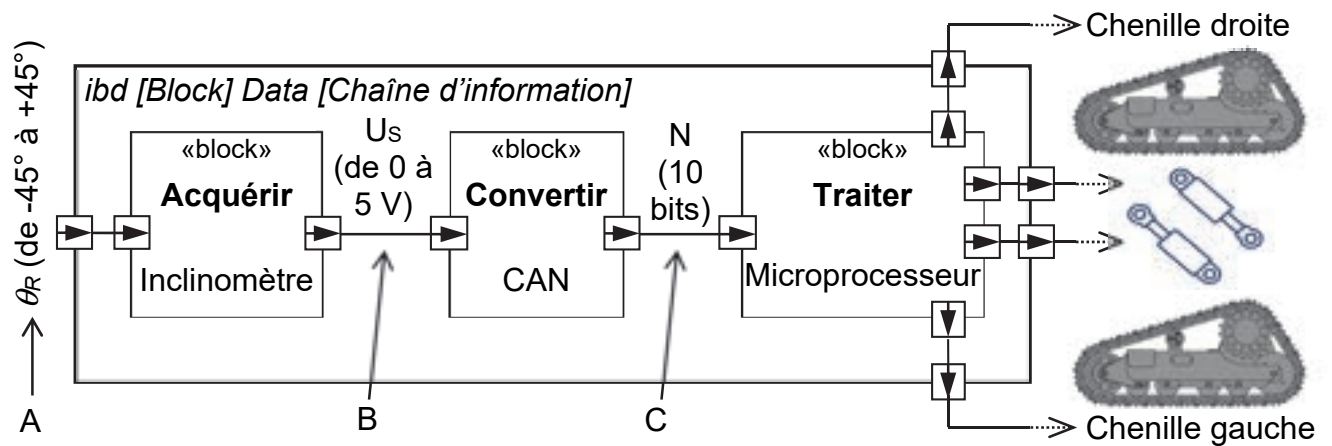 Chenille droite
θR (de -45° à +45°)
ibd [Block] Data [Chaîne d’information]
«block»
Acquérir
Inclinomètre
Us
(de 0 à
5 V)
«block»
Convertir
CAN
N
(10
bits)
«block»
Traiter
Microprocesseur
A
B
C
Chenille gauche